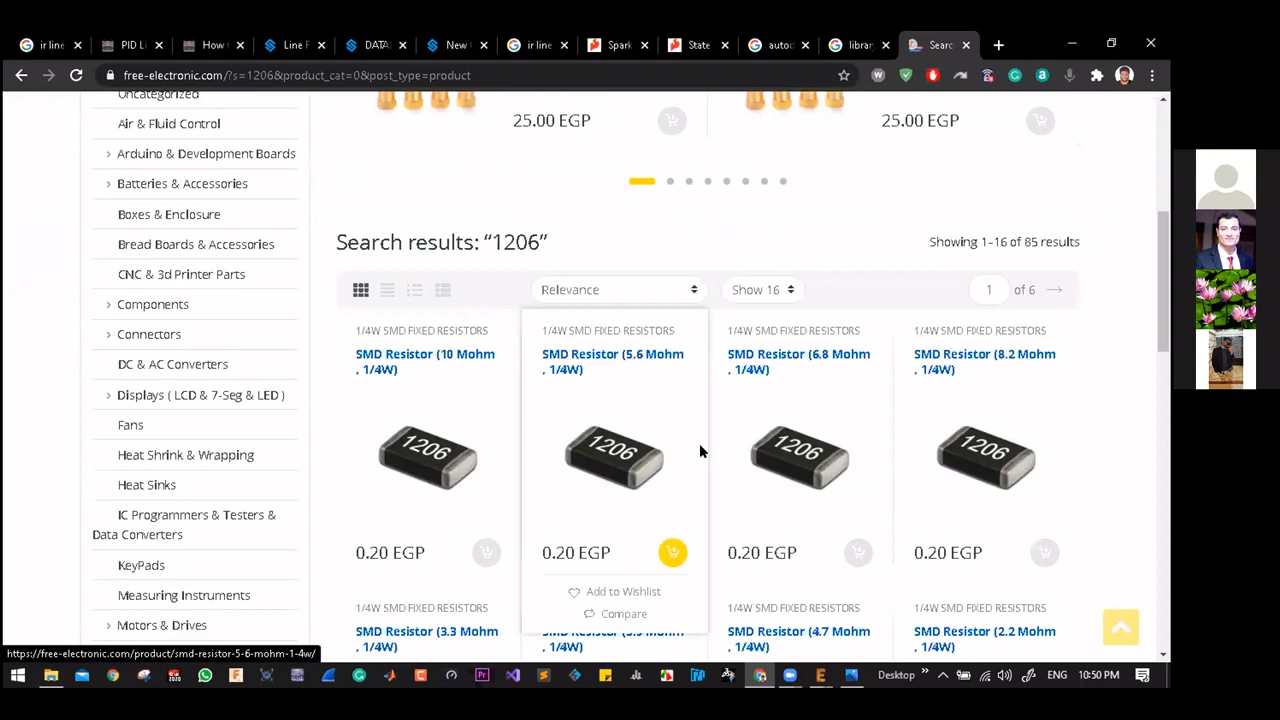 ir line
PID Li
How t
Line F
DATA
New (
ir line
Spark
State
autod
library
Searc
free-electronic.com/?s=1206&product_cat=0&post_type=product
Uncategorized
Air & Fluid Control
Arduino & Development Boards
Batteries & Accessories
Boxes & Enclosure
Bread Boards & Accessories
CNC & 3d Printer Parts
Components
Connectors
DC & AC Converters
Displays ( LCD & 7-Seg & LED )
Fans
Heat Shrink & Wrapping
Heat Sinks
IC Programmers & Testers &
Data Converters
KeyPads
Measuring Instruments
Motors & Drives
25.00 EGP
25.00 EGP
Search results: “1206”
Showing 1–16 of 85 results
Relevance
Show 16
1 of 6
1/4W SMD FIXED RESISTORS
SMD Resistor (10 Mohm
, 1/4W)
1206
0.20 EGP
1/4W SMD FIXED RESISTORS
SMD Resistor (5.6 Mohm
, 1/4W)
1206
0.20 EGP
Add to Wishlist
Compare
1/4W SMD FIXED RESISTORS
SMD Resistor (6.8 Mohm
, 1/4W)
1206
0.20 EGP
1/4W SMD FIXED RESISTORS
SMD Resistor (8.2 Mohm
, 1/4W)
1206
0.20 EGP
1/4W SMD FIXED RESISTORS
SMD Resistor (3.3 Mohm
, 1/4W)
, 1/4W)
1/4W SMD FIXED RESISTORS
SMD Resistor (4.7 Mohm
, 1/4W)
1/4W SMD FIXED RESISTORS
SMD Resistor (2.2 Mohm
, 1/4W)
https://free-electronic.com/product/smd-resistor-5-6-mohm-1-4w/
Desktop
ENG
10:50 PM